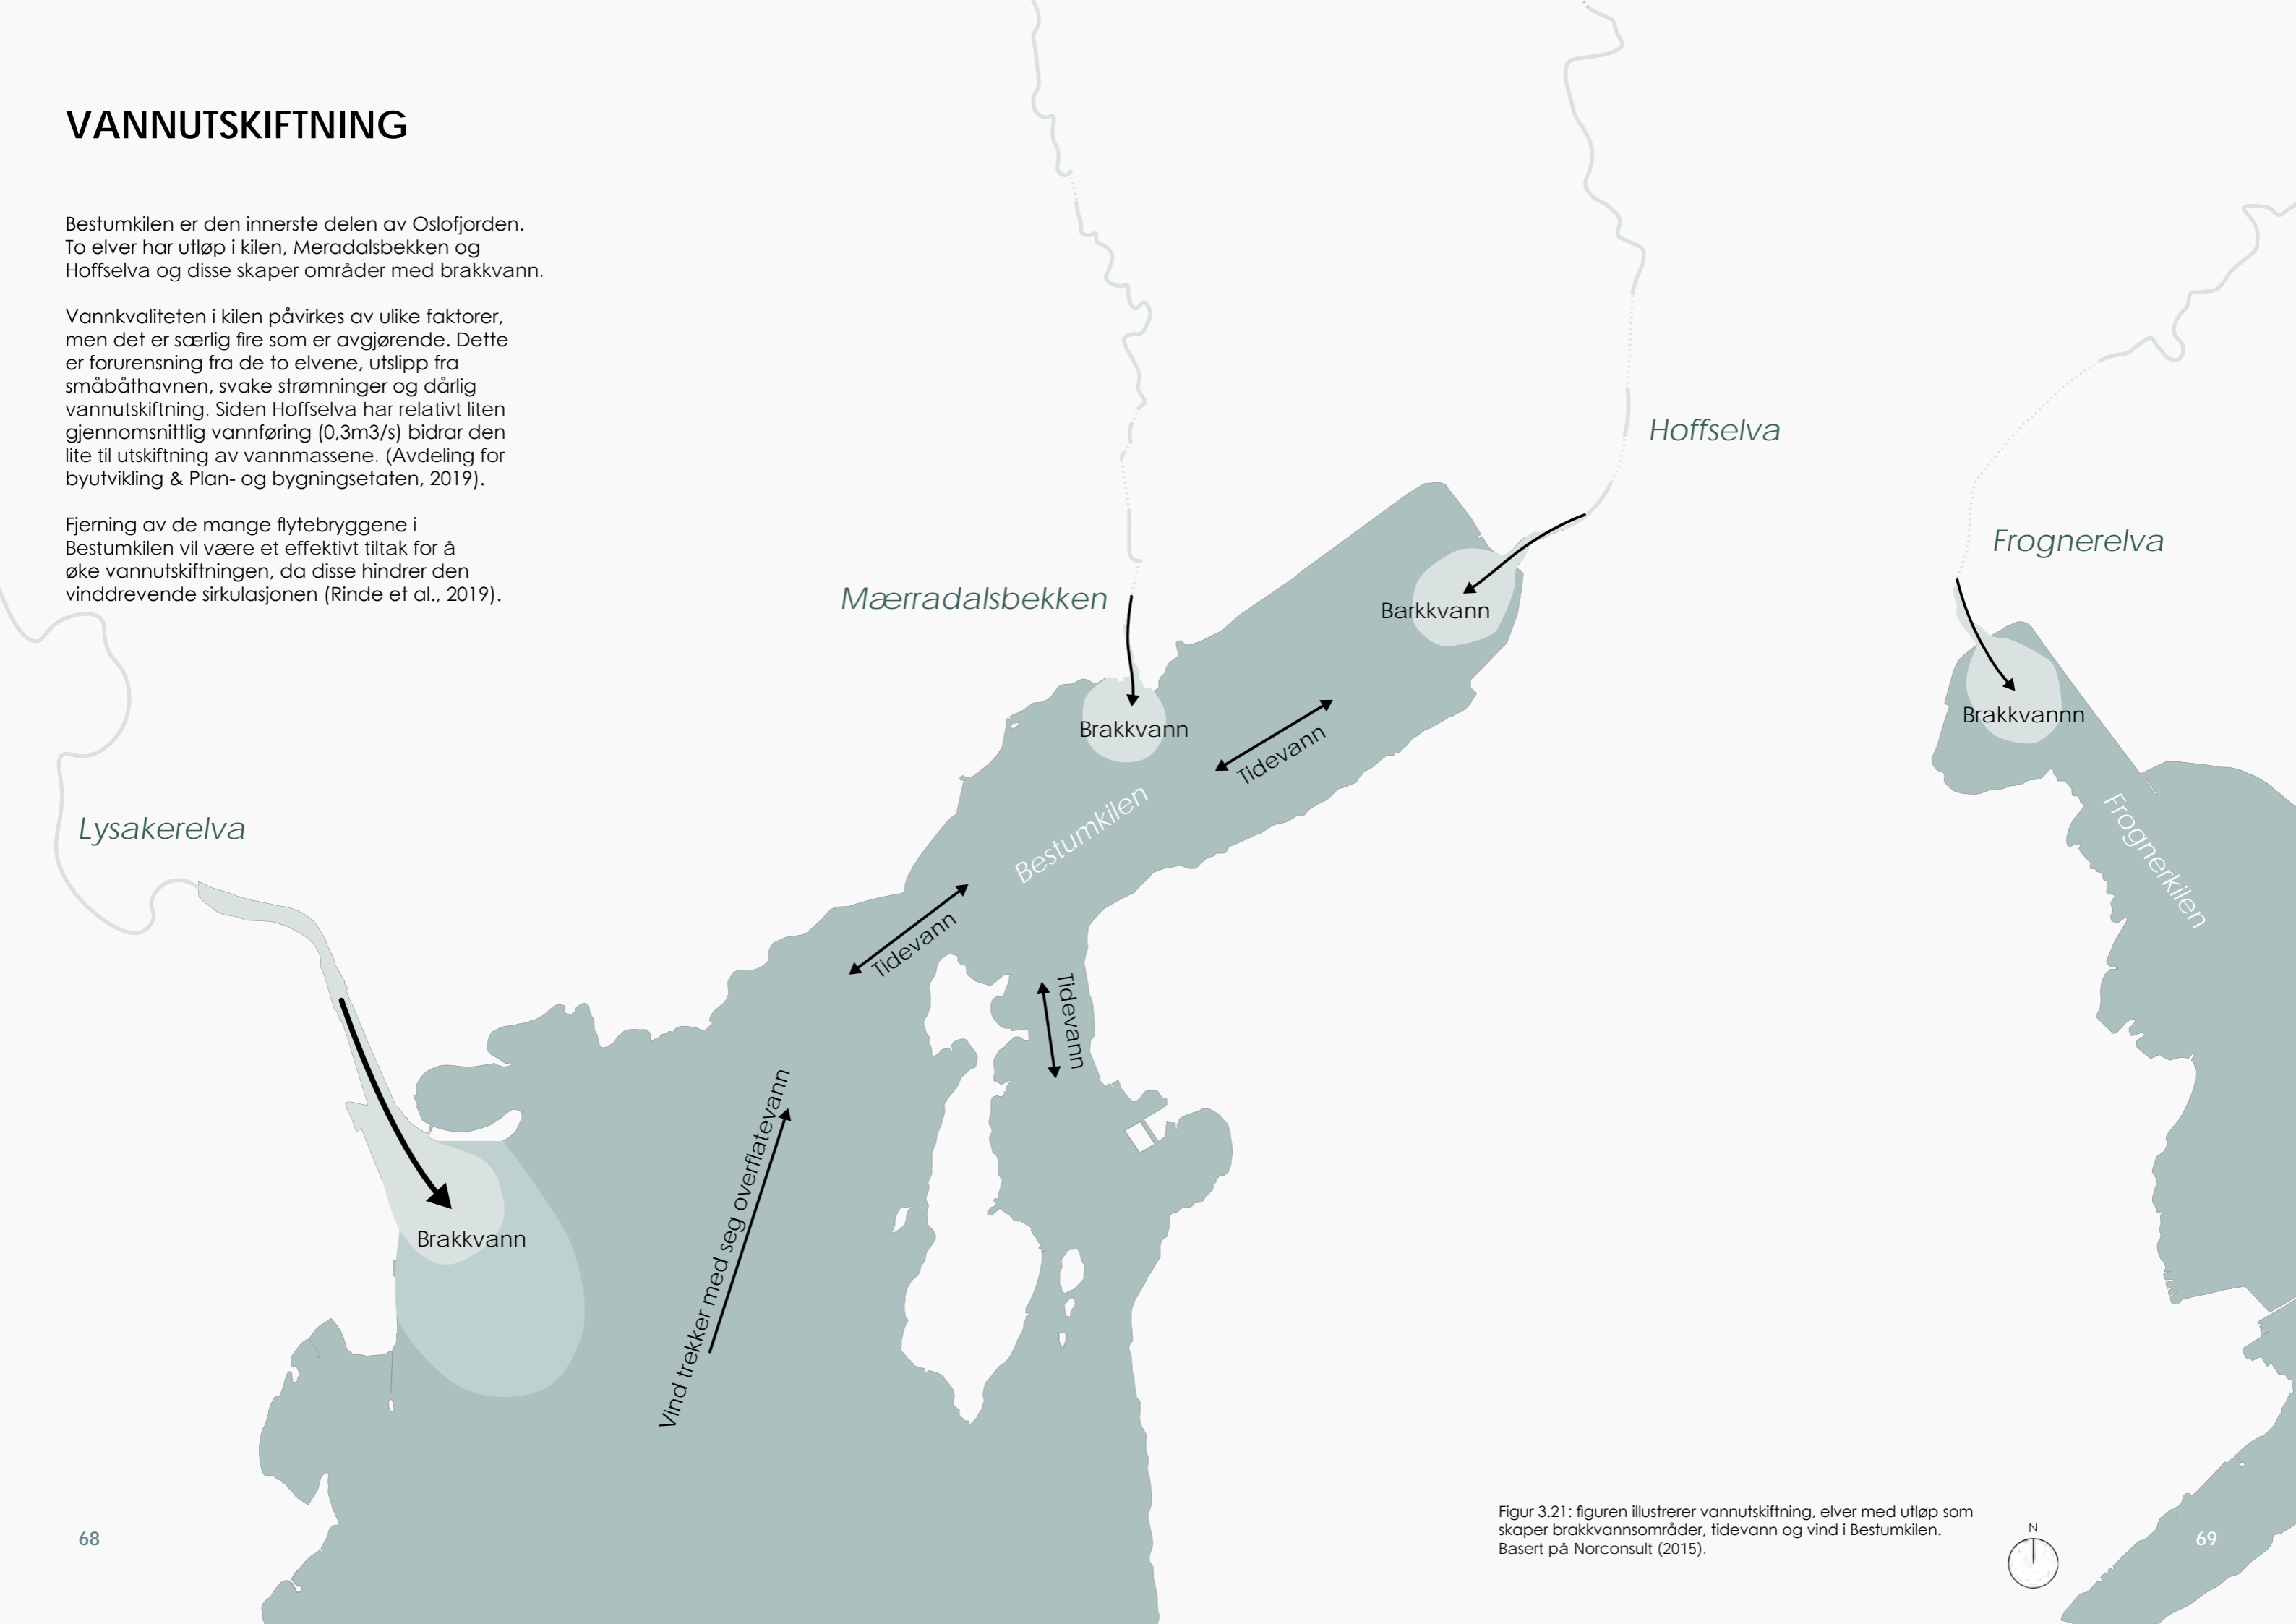 VANNUTSKIFTNING
Bestumkilen er den innerste delen av Oslofjorden.
To elver har utløp i kilen, Meradalsbekken og
Hoffselva og disse skaper områder med brakkvann.
Vannkvaliteten i kilen påvirkes av ulike faktorer,
men det er særlig fire som er avgjørende. Dette
er forurensning fra de to elvene, utslipp fra
småbåthavnen, svake strømninger og dårlig
vannutskiftning. Siden Hoffselva har relativt liten
gjennomsnittlig vannføring (0,3m3/s) bidrar den
lite til utskiftning av vannmassene. (Avdeling for
byutvikling & Plan- og bygningsetaten, 2019).
Fjerning av de mange flytebryggene i
Bestumkilen vil være et effektivt tiltak for å
øke vannutskiftningen, da disse hindrer den
vinddrevende sirkulasjonen (Rinde et al., 2019).
Hoffselva
Frognerelva
Mærradalsbekken
Barkkvann
Brakkvann
Brakkvannn
Tidevann
Bestumkilen
Frognerkilen
Lysakerelva
Tidevann
Tidevann
Vind trekker med seg overflatevann
Brakkvann
Figur 3.21: figuren illustrerer vannutskiftning, elver med utløp som
skaper brakkvannsområder, tidevann og vind i Bestumkilen.
Basert på Norconsult (2015).
N
68
69